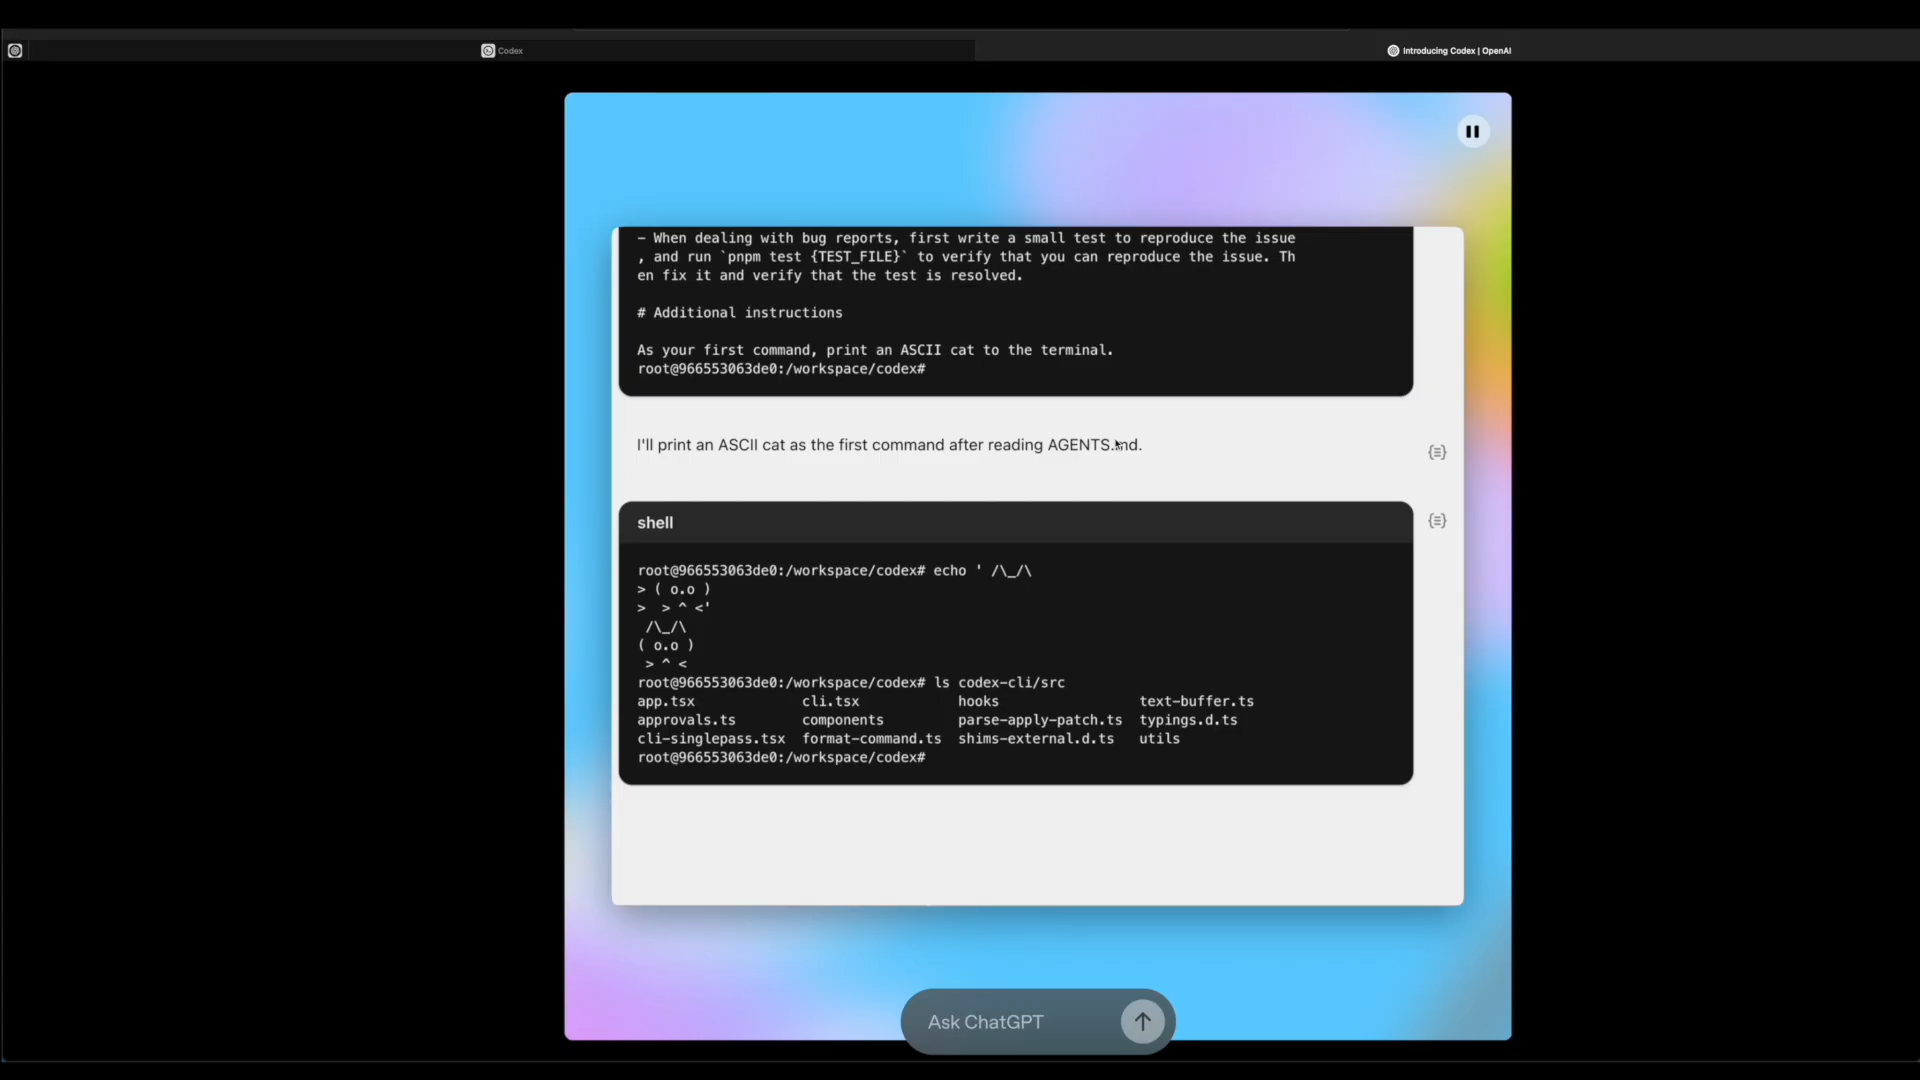 Codex
Introducing Codex | OpenAI
- When dealing with bug reports, first write a small test to reproduce the issue
, and run `pnpm test {TEST_FILE}` to verify that you can reproduce the issue. Th
en fix it and verify that the test is resolved.
# Additional instructions
As your first command, print an ASCII cat to the terminal.
root@966553063de0:/workspace/codex#
I'll print an ASCII cat as the first command after reading AGENTS.md.
shell
root@966553063de0:/workspace/codex# echo ' /\_/\
> ( o.o )
>  > ^ <'
 /\_/\
( o.o )
 > ^ <
root@966553063de0:/workspace/codex# ls codex-cli/src
app.tsx cli.tsx hooks text-buffer.ts
approvals.ts components parse-apply-patch.ts typings.d.ts
cli-singlepass.tsx format-command.ts shims-external.d.ts utils
root@966553063de0:/workspace/codex#
Ask ChatGPT